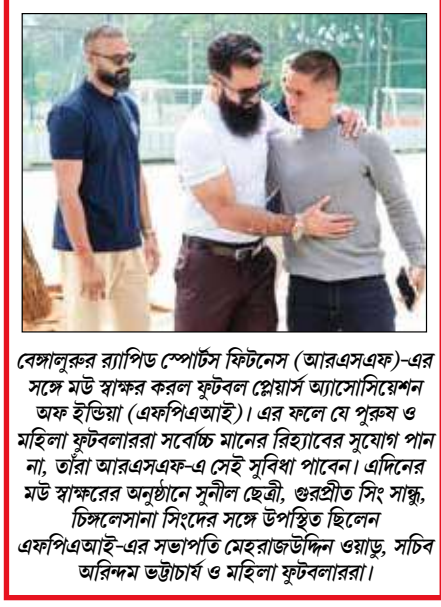 বেঙ্গালুরুর র‍্যাপিড স্পোর্টস ফিটনেস (আরএসএফ)-এর
সঙ্গে মউ স্বাক্ষর করল ফুটবল প্লেয়ার্স অ্যাসোসিয়েশন
অফ ইন্ডিয়া (এফপিএআই)। এর ফলে যে পুরুষ ও
মহিলা ফুটবলাররা সর্বোচ্চ মানের রিহ্যাবের সুযোগ পান
না, তাঁরা আরএসএফ-এ সেই সুবিধা পাবেন। এদিনের
মউ স্বাক্ষরের অনুষ্ঠানে সুনীল ছেত্রী, গুরপ্রীত সিং সান্ধু,
চিঙ্গলেসানা সিংদের সঙ্গে উপস্থিত ছিলেন
এফপিএআই-এর সভাপতি মেহরাজউদ্দিন ওয়াডু, সচিব
অরিন্দম ভট্টাচার্য ও মহিলা ফুটবলাররা।